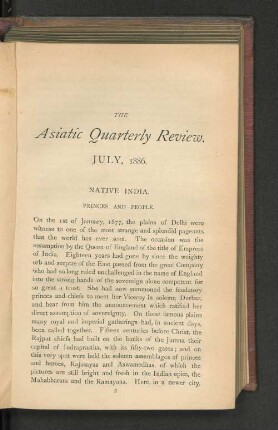 THE
Asiatic Quarterly Review.
JULY, 1886.
NATIVE INDIA.
PRINCES AND PEOPLE.
On the 1st of January, 1877, the plains of Delhi were
witness to one of the most strange and splendid pageants
that the world has ever seen. The occasion was the
assumption by the Queen of England of the title of Empress
of India. Eighteen years had gone by since the weighty
orb and sceptre of the East passed from the great Company
who had so long ruled unchallenged in the name of England
into the strong hands of the sovereign alone competent for
so great a trust. She had now summoned the feudatory
princes and chiefs to meet her Viceroy in solemn Durbar,
and hear from him the announcement which ratified her
direct assumption of sovereignty. On those famous plains
many royal and imperial gatherings had, in ancient days,
been called together. Fifteen centuries before Christ, the
Rajput chiefs had built on the banks of the Jumna their
capital of Indraprastha, with its fifty-two gates; and on
this very spot were held the solemn assemblages of princes
and heroes, Rajasuyas and Aswamedhas, of which the
pictures are still bright and fresh in the Indian epics, the
Mahabharata and the Ramayana. Here, in a newer city,